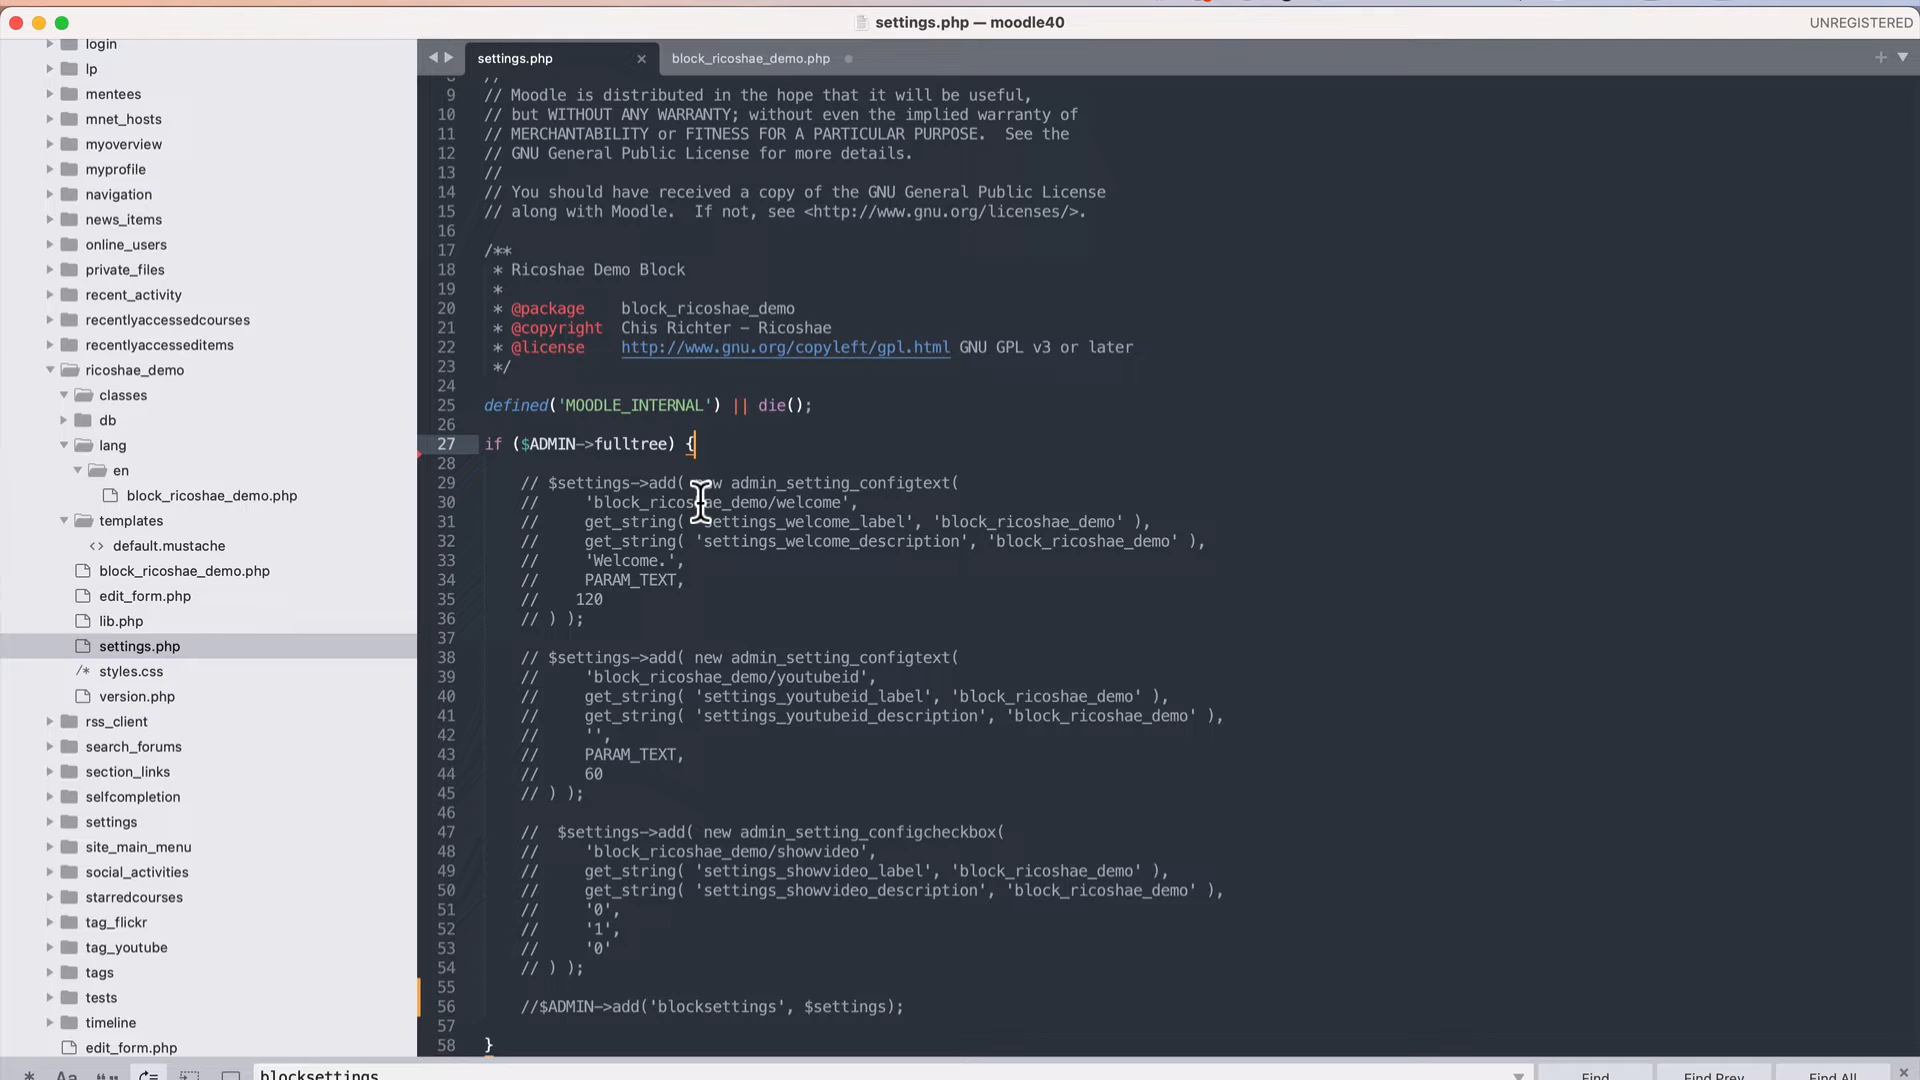 settings.php — moodle40
UNREGISTERED
login
lp
mentees
mnet_hosts
myoverview
myprofile
navigation
news_items
online_users
private_files
recent_activity
recentlyaccessedcourses
recentlyaccesseditems
ricoshae_demo
classes
db
lang
en
block_ricoshae_demo.php
templates
<> default.mustache
block_ricoshae_demo.php
edit_form.php
lib.php
settings.php
/* styles.css
version.php
rss_client
search_forums
section_links
selfcompletion
settings
site_main_menu
social_activities
starredcourses
tag_flickr
tag_youtube
tags
tests
timeline
edit_form.php
settings.php
block_ricoshae_demo.php
8 //
9 // Moodle is distributed in the hope that it will be useful,
10 // but WITHOUT ANY WARRANTY; without even the implied warranty of
11 // MERCHANTABILITY or FITNESS FOR A PARTICULAR PURPOSE.  See the
12 // GNU General Public License for more details.
13 //
14 // You should have received a copy of the GNU General Public License
15 // along with Moodle.  If not, see <http://www.gnu.org/licenses/>.
16
17 /**
18 * Ricoshae Demo Block
19 *
20 * @package    block_ricoshae_demo
21 * @copyright  Chis Richter – Ricoshae
22 * @license    http://www.gnu.org/copyleft/gpl.html GNU GPL v3 or later
23 */
24
25 defined('MOODLE_INTERNAL') || die();
26
27 if ($ADMIN->fulltree) {
28
29 // $settings->add( new admin_setting_configtext(
30 //     'block_ricoshae_demo/welcome',
31 //     get_string( 'settings_welcome_label', 'block_ricoshae_demo' ),
32 //     get_string( 'settings_welcome_description', 'block_ricoshae_demo' ),
33 //     'Welcome.',
34 //     PARAM_TEXT,
35 //    120
36 // ) );
37
38 // $settings->add( new admin_setting_configtext(
39 //     'block_ricoshae_demo/youtubeid',
40 //     get_string( 'settings_youtubeid_label', 'block_ricoshae_demo' ),
41 //     get_string( 'settings_youtubeid_description', 'block_ricoshae_demo' ),
42 //     '',
43 //     PARAM_TEXT,
44 //     60
45 // ) );
46
47 //  $settings->add( new admin_setting_configcheckbox(
48 //     'block_ricoshae_demo/showvideo',
49 //     get_string( 'settings_showvideo_label', 'block_ricoshae_demo' ),
50 //     get_string( 'settings_showvideo_description', 'block_ricoshae_demo' ),
51 //     '0',
52 //     '1',
53 //     '0'
54 // ) );
55
56 //$ADMIN->add('blocksettings', $settings);
57
58 }
blocksettings
Find
Find Prev
Find All